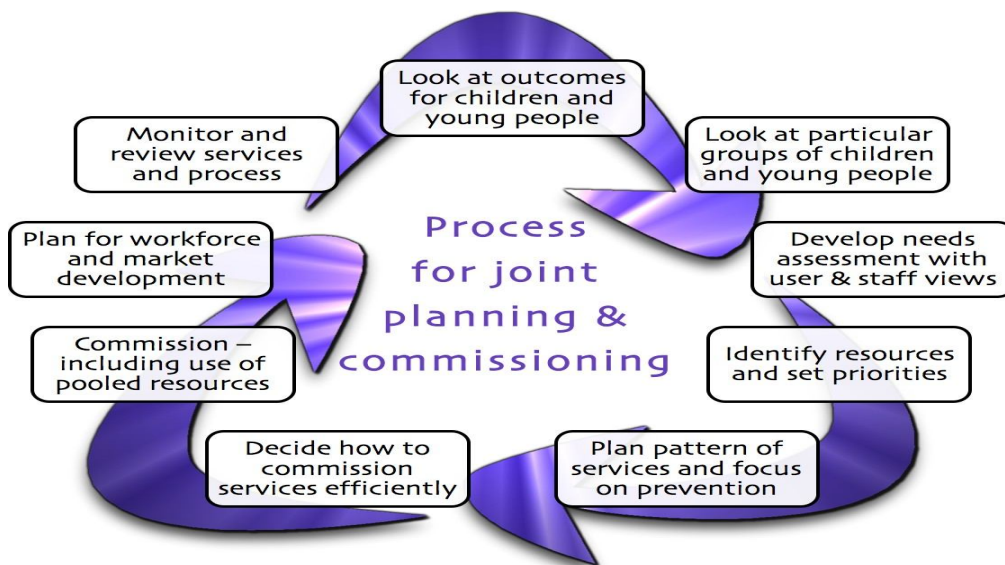 Look at outcomes
for children and
young people
Look at particular
groups of children
and young people
Develop needs
assessment with
user & staff views
Identify resources
and set priorities
Plan pattern of
services and focus
on prevention
Decide how to
commission
services efficiently
Commission –
including use of
pooled resources
Plan for workforce
and market
development
Monitor and
review services
and process
Process
for joint
planning &
commissioning